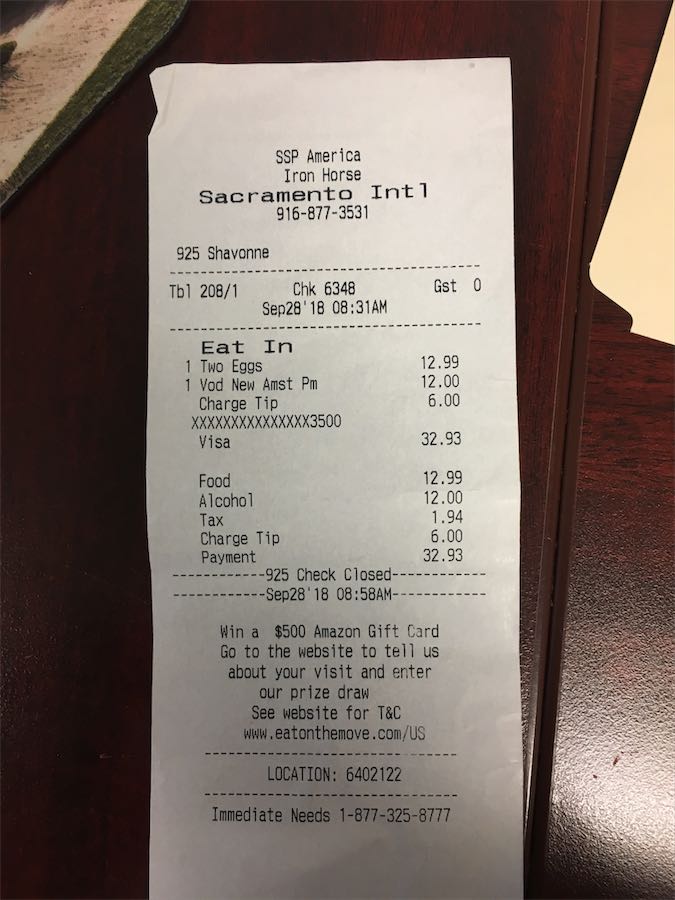 SSP America
Iron Horse
Sacramento Intl
916-877-3531
925 Shavonne
Tbl 208/1 Chk 6348 Gst 0
Sep28'18 08:31AM
Eat In
1 Two Eggs 12.99
1 Vod New Amst Pm 12.00
Charge Tip 6.00
XXXXXXXXXXXXXXX3500
Visa 32.93
Food 12.99
Alcohol 12.00
Tax 1.94
Charge Tip 6.00
Payment 32.93
------------925 Check Closed------------
------------Sep28'18 08:58AM------------
Win a $500 Amazon Gift Card
Go to the website to tell us
about your visit and enter
our prize draw
See website for T&C
www.eatonthemove.com/US
LOCATION: 6402122
Immediate Needs 1-877-325-8777